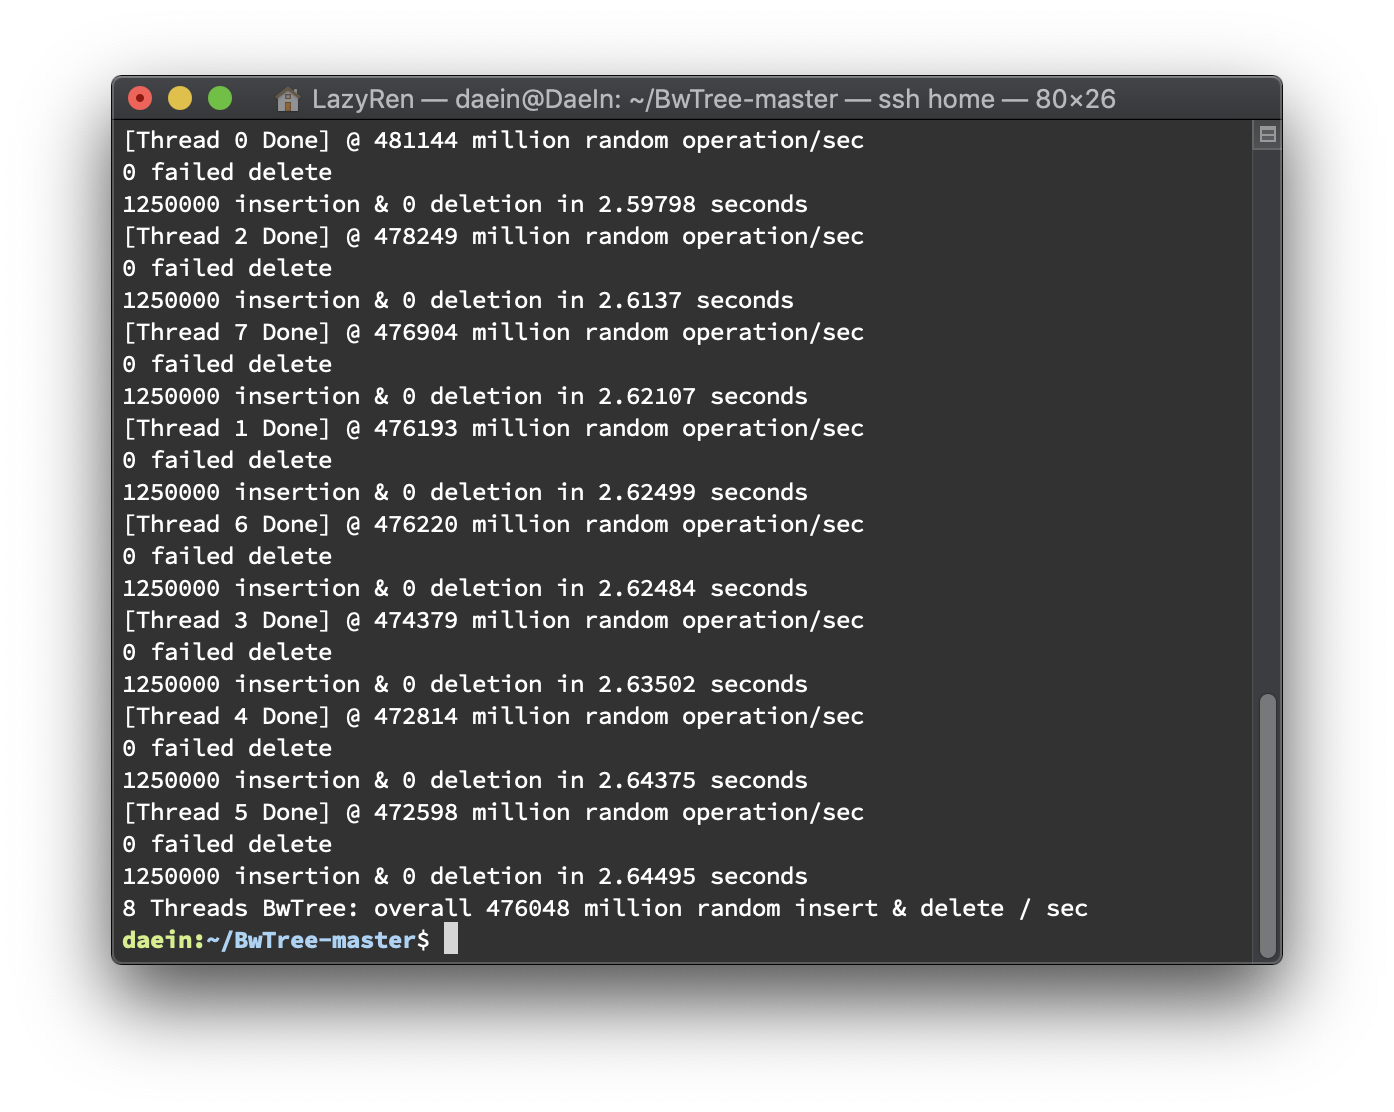 LazyRen — daein@DaeIn: ~/BwTree-master — ssh home — 80×26
[Thread 0 Done] @ 481144 million random operation/sec
0 failed delete
1250000 insertion & 0 deletion in 2.59798 seconds
[Thread 2 Done] @ 478249 million random operation/sec
0 failed delete
1250000 insertion & 0 deletion in 2.6137 seconds
[Thread 7 Done] @ 476904 million random operation/sec
0 failed delete
1250000 insertion & 0 deletion in 2.62107 seconds
[Thread 1 Done] @ 476193 million random operation/sec
0 failed delete
1250000 insertion & 0 deletion in 2.62499 seconds
[Thread 6 Done] @ 476220 million random operation/sec
0 failed delete
1250000 insertion & 0 deletion in 2.62484 seconds
[Thread 3 Done] @ 474379 million random operation/sec
0 failed delete
1250000 insertion & 0 deletion in 2.63502 seconds
[Thread 4 Done] @ 472814 million random operation/sec
0 failed delete
1250000 insertion & 0 deletion in 2.64375 seconds
[Thread 5 Done] @ 472598 million random operation/sec
0 failed delete
1250000 insertion & 0 deletion in 2.64495 seconds
8 Threads BwTree: overall 476048 million random insert & delete / sec
daein:~/BwTree-master$